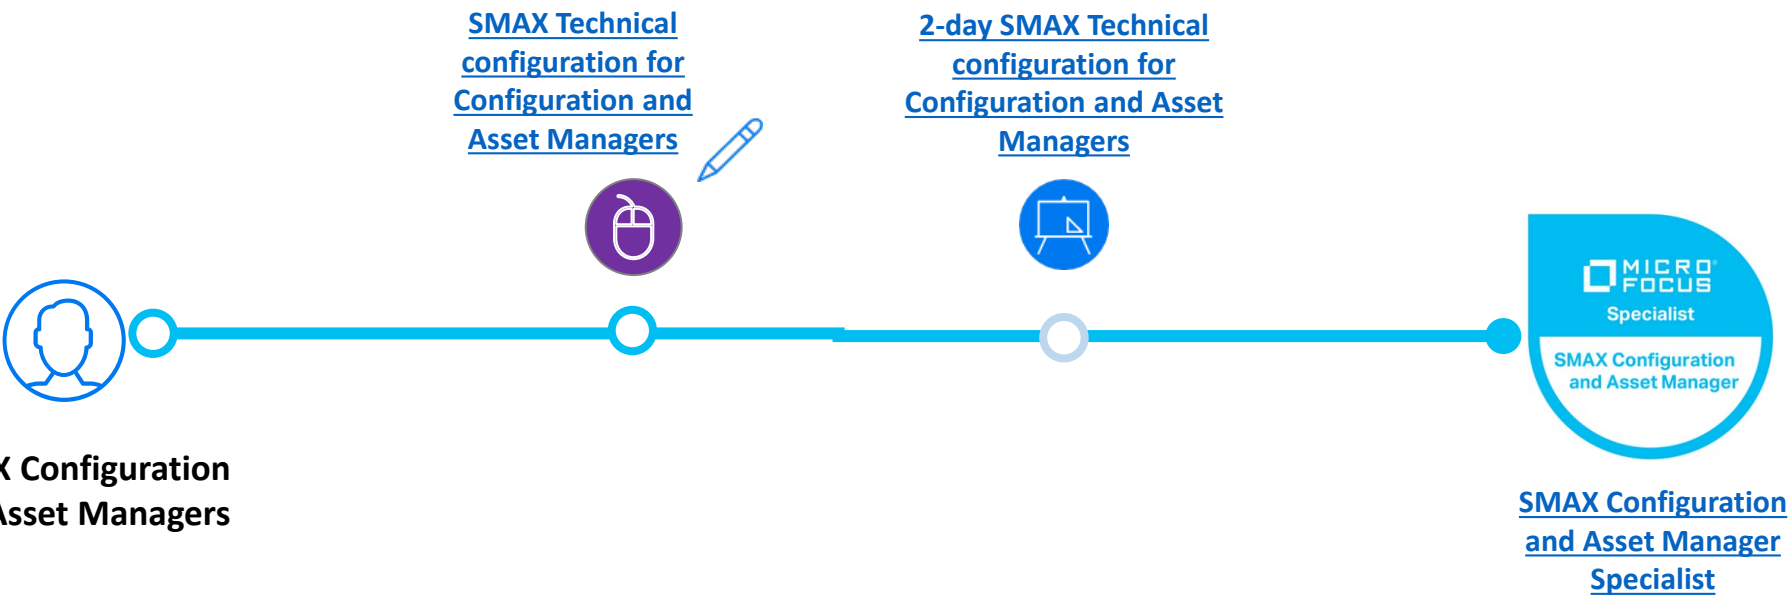 SMAX Technical
configuration for
Configuration and
Asset Managers
2-day SMAX Technical
configuration for
Configuration and Asset
Managers
MICRO
FOCUS
Specialist
SMAX Configuration
and Asset Manager
X Configuration
Asset Managers
SMAX Configuration
and Asset Manager
Specialist